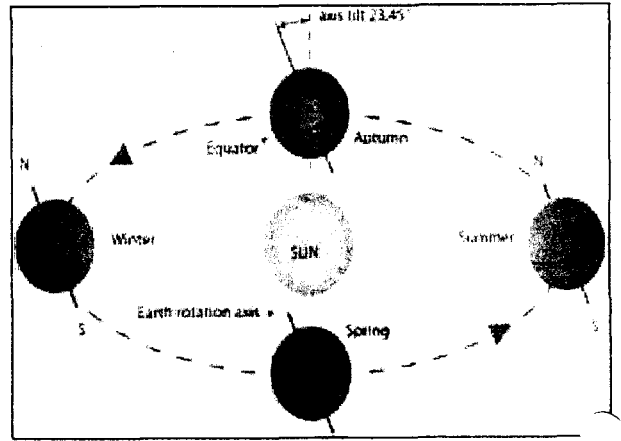 axis tilt 23,45°
Equator
Autumn
N
N
Winter
SUN
Summer
Earth rotation axis
S
Spring
S